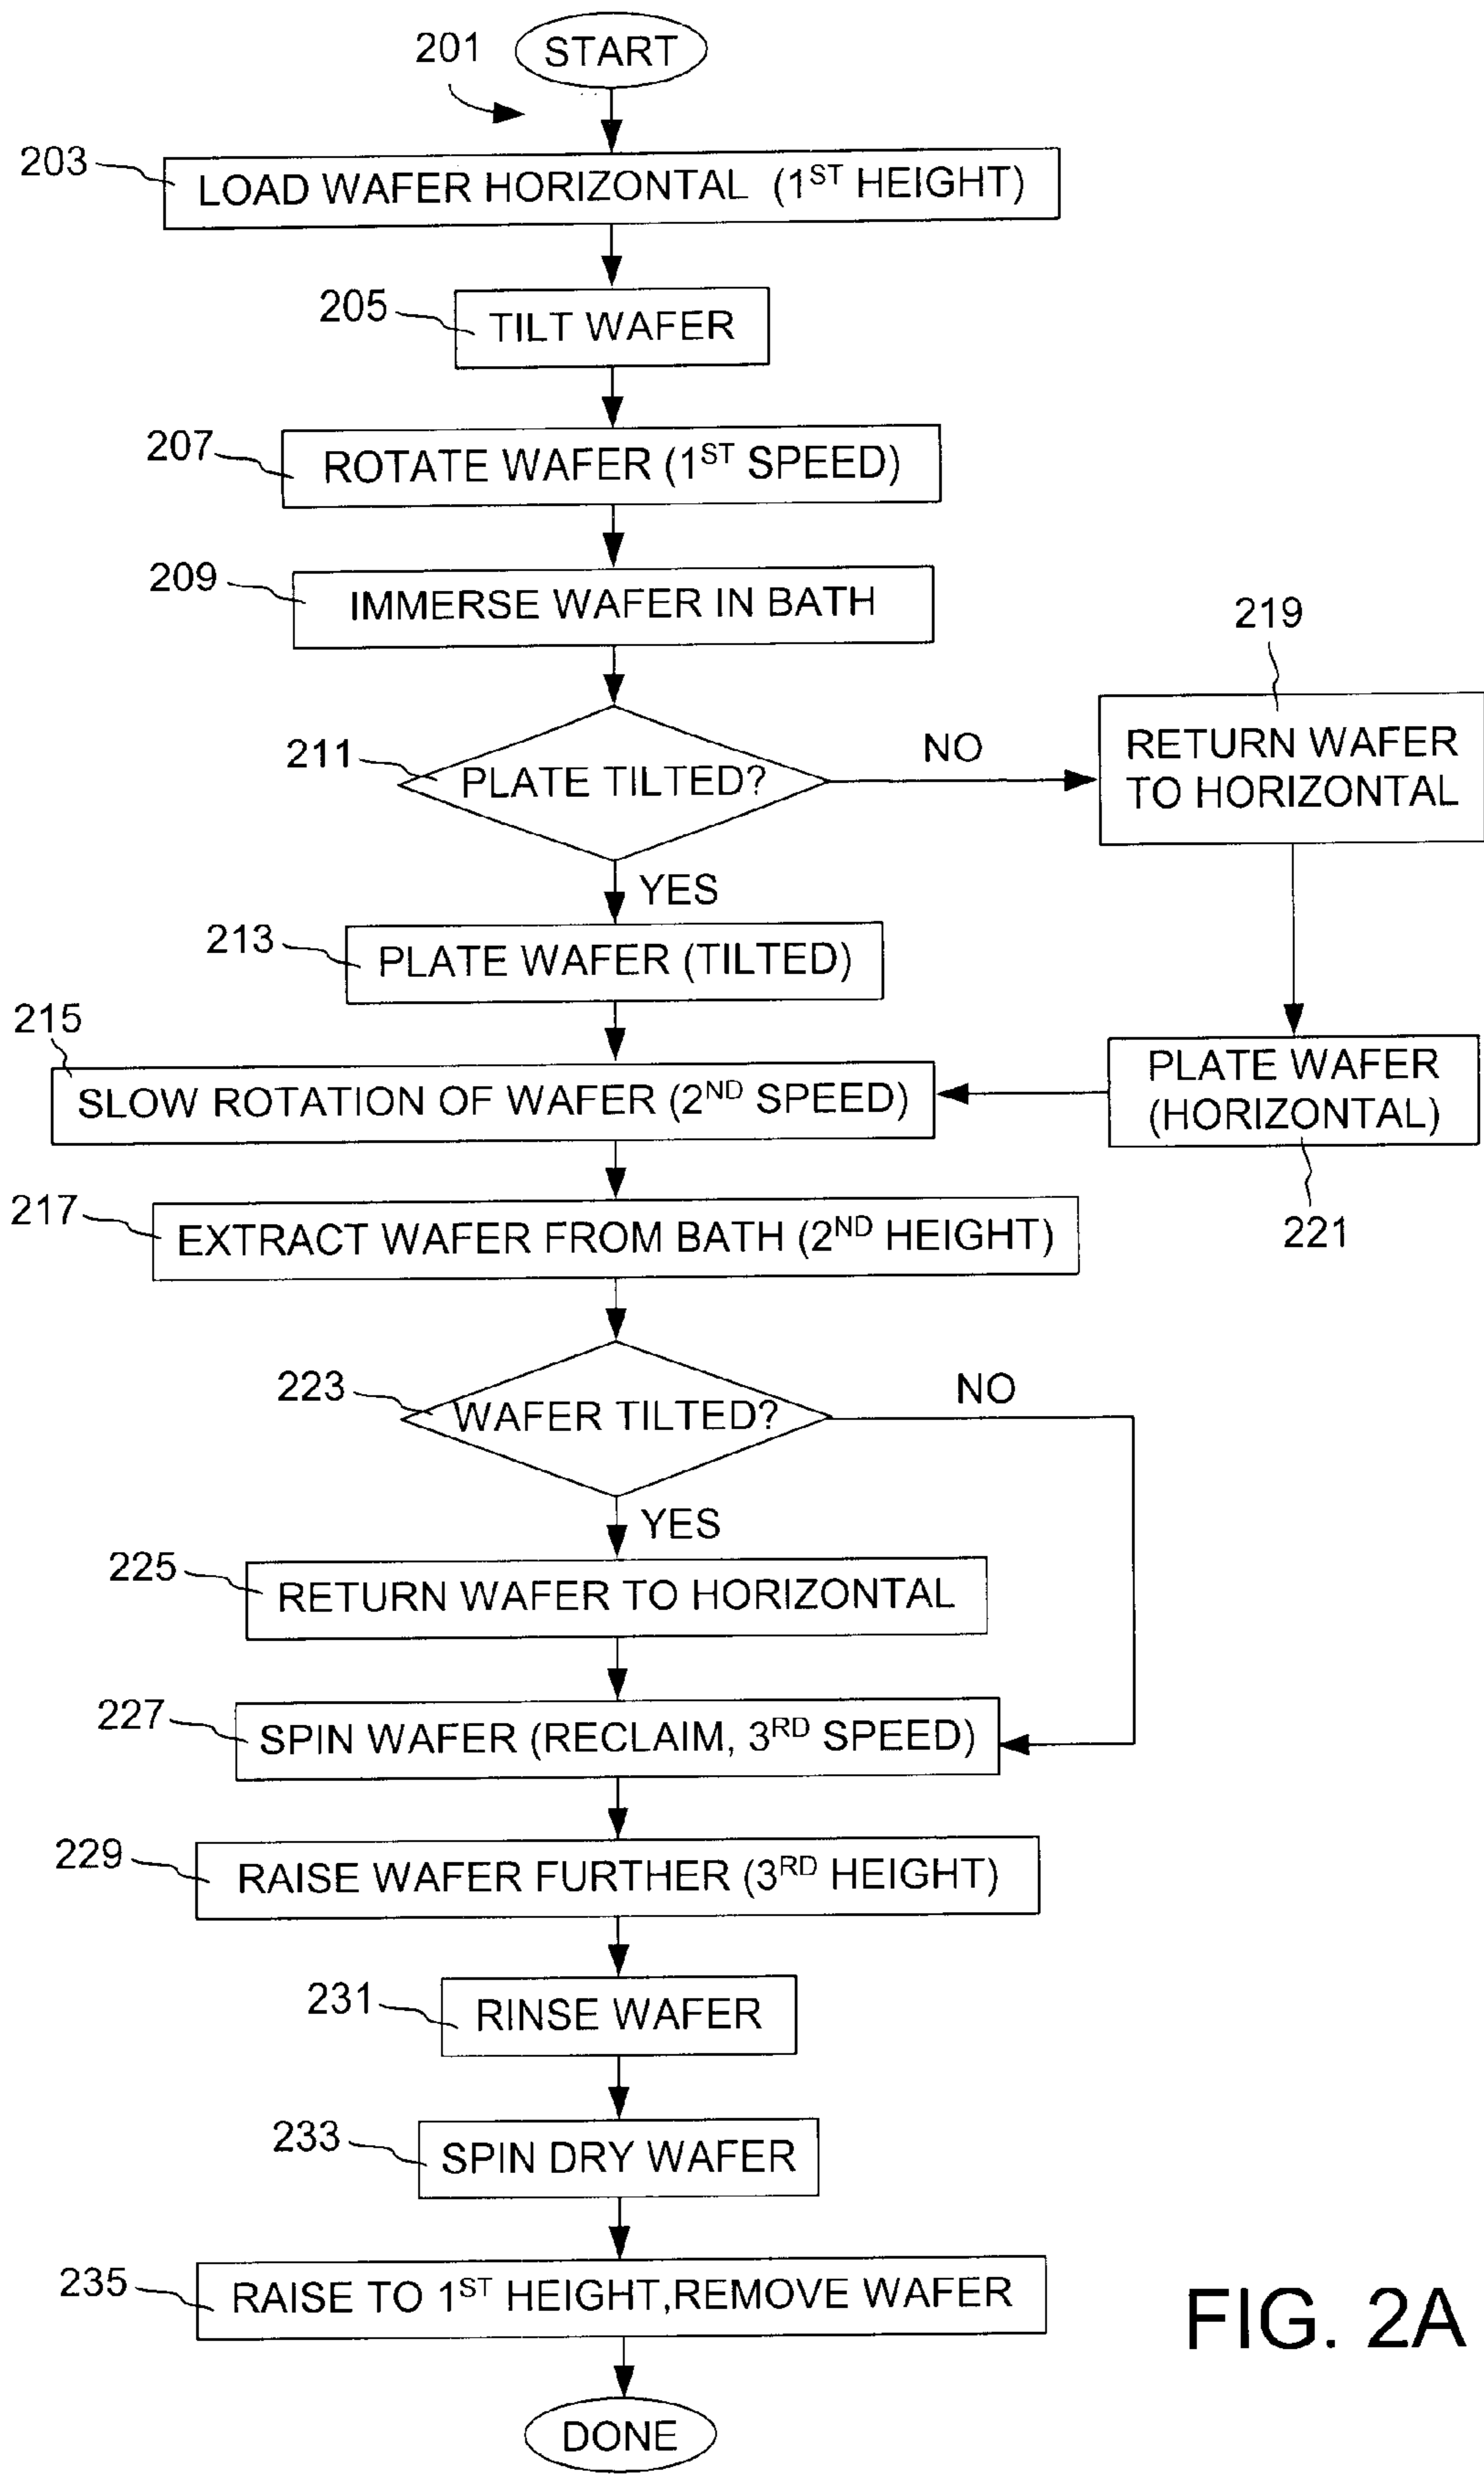 201
START
203
LOAD WAFER HORIZONTAL (1ST HEIGHT)
205
TILT WAFER
207
ROTATE WAFER (1ST SPEED)
209
IMMERSE WAFER IN BATH
211
PLATE TILTED?
NO
219
RETURN WAFER
TO HORIZONTAL
YES
213
PLATE WAFER (TILTED)
215
SLOW ROTATION OF WAFER (2ND SPEED)
PLATE WAFER
(HORIZONTAL)
221
217
EXTRACT WAFER FROM BATH (2ND HEIGHT)
223
WAFER TILTED?
NO
YES
225
RETURN WAFER TO HORIZONTAL
227
SPIN WAFER (RECLAIM, 3RD SPEED)
229
RAISE WAFER FURTHER (3RD HEIGHT)
231
RINSE WAFER
233
SPIN DRY WAFER
235
RAISE TO 1ST HEIGHT,REMOVE WAFER
DONE
FIG. 2A